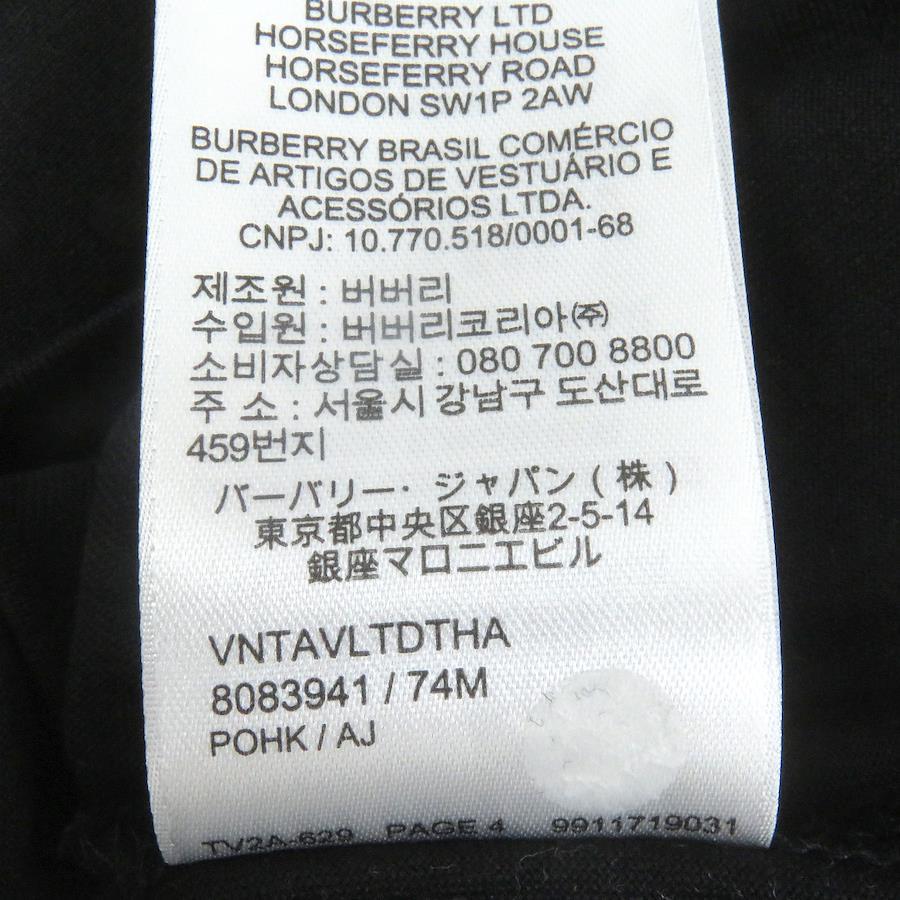 BURBERRY LTD
HORSEFERRY HOUSE
HORSEFERRY ROAD
LONDON SW1P 2AW
BURBERRY BRASIL COMÉRCIO
DE ARTIGOS DE VESTUÁRIO E
ACESSÓRIOS LTDA.
CNPJ: 10.770.518/0001-68
제조원 : 버버리
수입원 : 버버리코리아㈜
소비자상담실 : 080 700 8800
주 소 : 서울시 강남구 도산대로
459번지
バーバリー・ジャパン ( 株 )
東京都中央区銀座2-5-14
銀座マロニエビル
VNTAVLTDTHA
8083941 / 74M
POHK / AJ
TV2A-629 PAGE 4 9911719031